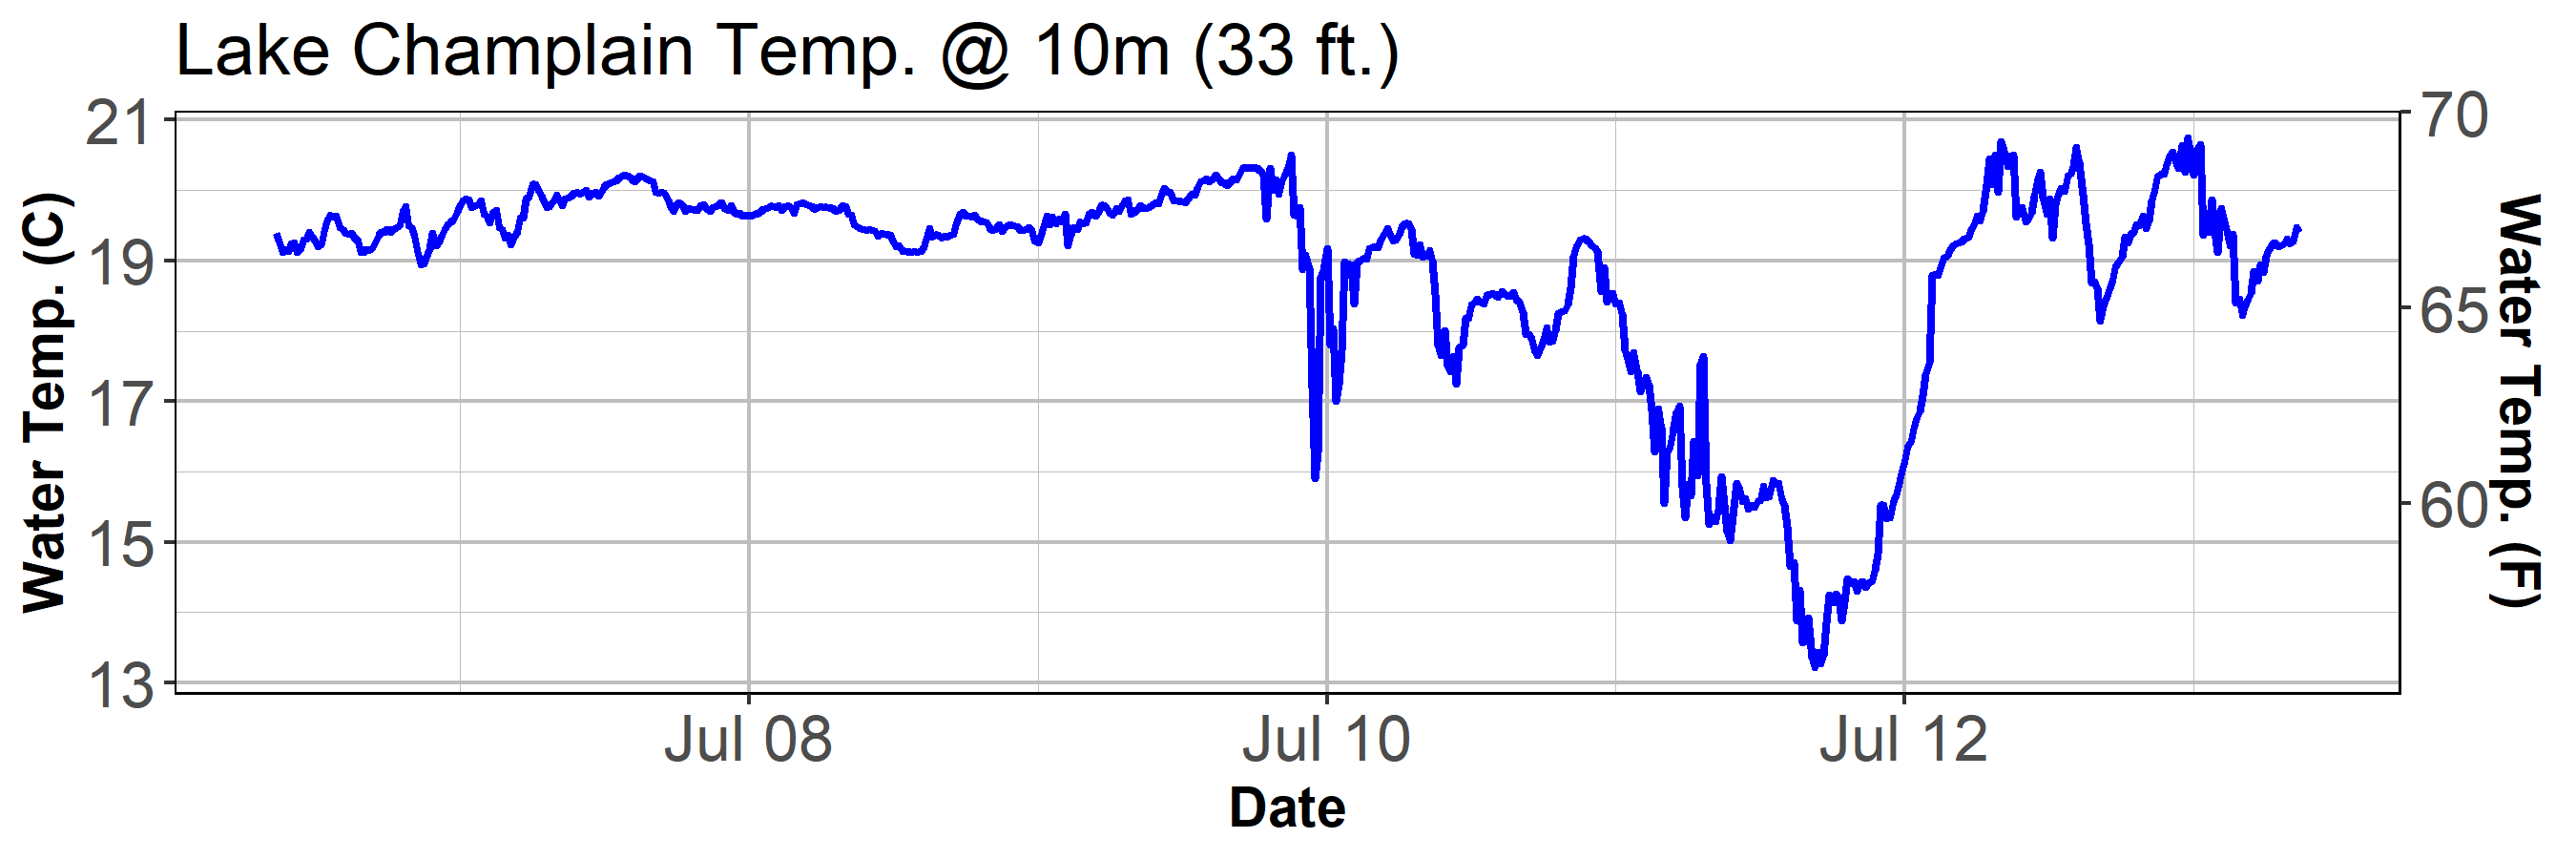 Lake Champlain Temp. @ 10m (33 ft.)
Water Temp. (C)
21
19
17
15
13
70
65
60
Water Temp. (F)
Jul 08
Jul 10
Jul 12
Date